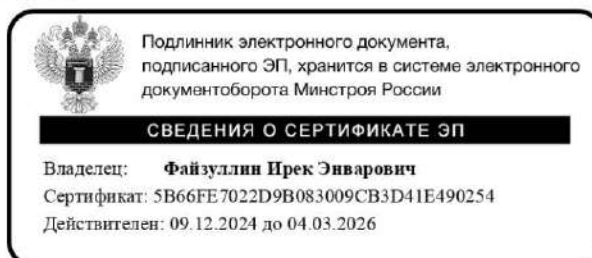 Подлинник электронного документа,
подписанного ЭП, хранится в системе электронного
документоборота Минстроя России
СВЕДЕНИЯ О СЕРТИФИКАТЕ ЭП
Владелец: Файзуллин Ирек Энварович
Сертификат: 5B66FE7022D9B083009CB3D41E490254
Действителен: 09.12.2024 до 04.03.2026